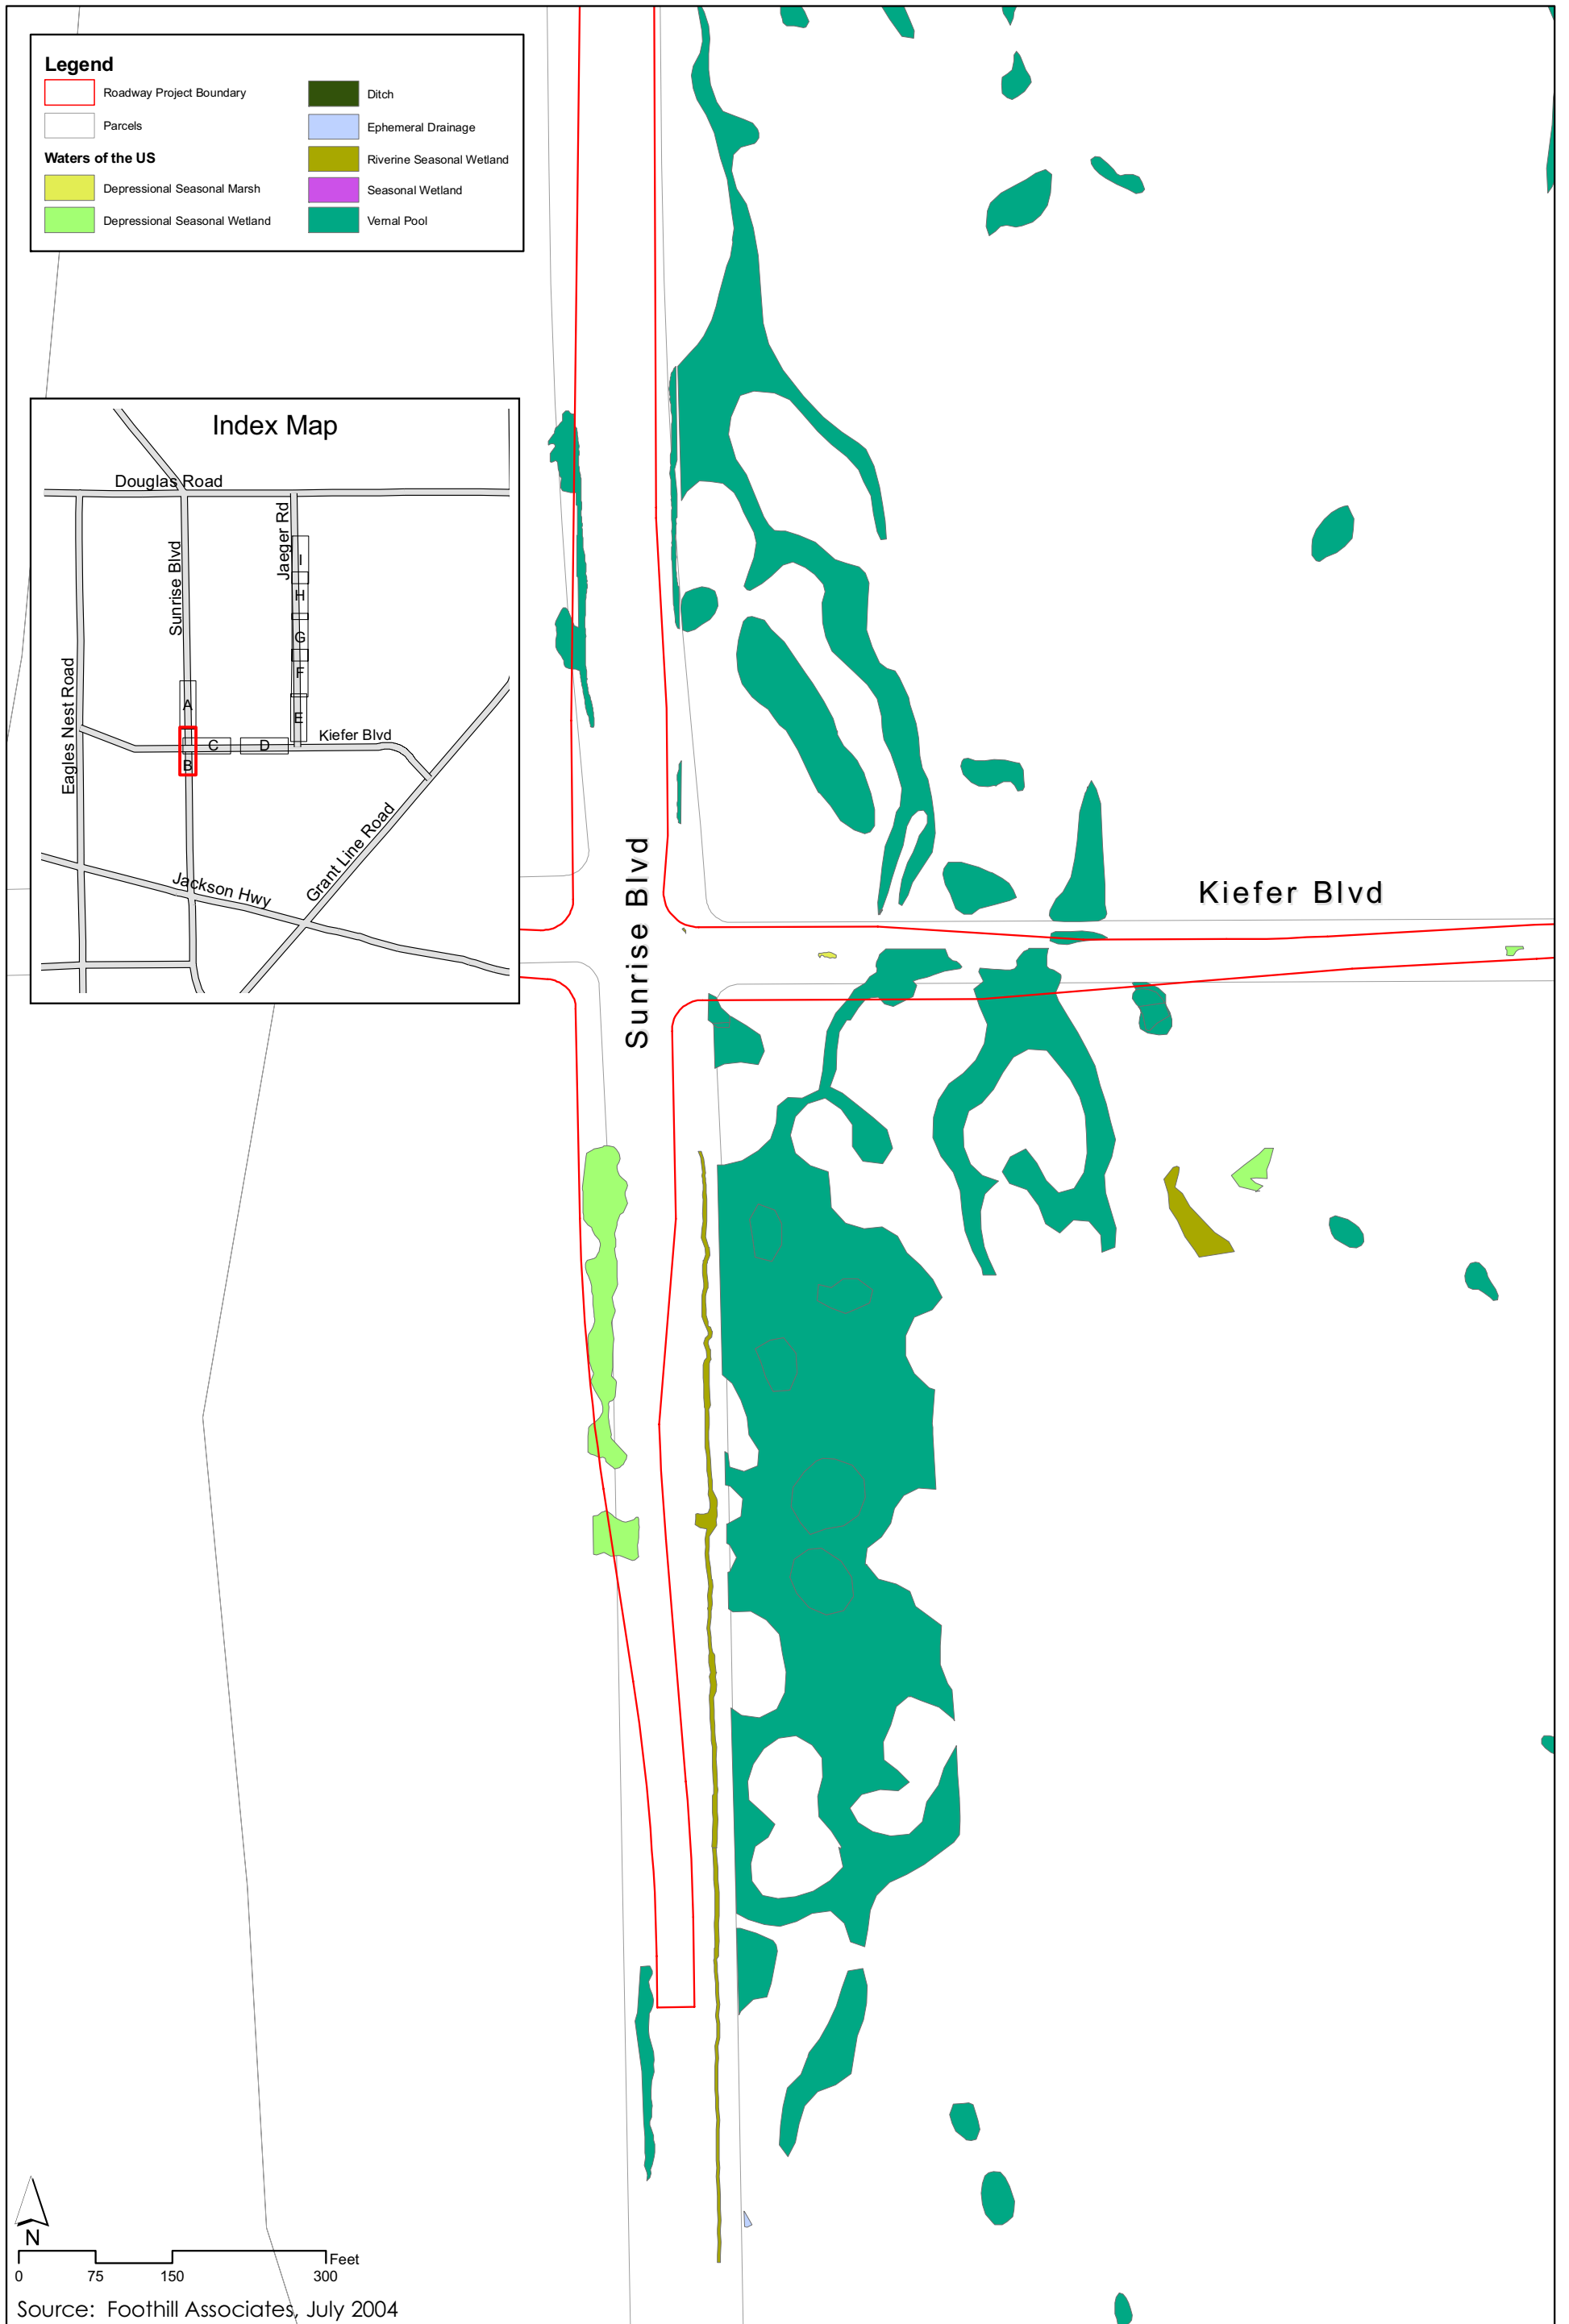 Legend
Roadway Project Boundary
Parcels
Waters of the US
Depressional Seasonal Marsh
Depressional Seasonal Wetland
Ditch
Ephemeral Drainage
Riverine Seasonal Wetland
Seasonal Wetland
Vernal Pool
Index Map
Douglas Road
Jaeger Rd
Sunrise Blvd
Eagles Nest Road
I
H
G
F
E
A
C
D
B
Kiefer Blvd
Grant Line Road
Jackson Hwy
Sunrise Blvd
Kiefer Blvd
N
Feet
0 75 150 300
Source: Foothill Associates, July 2004